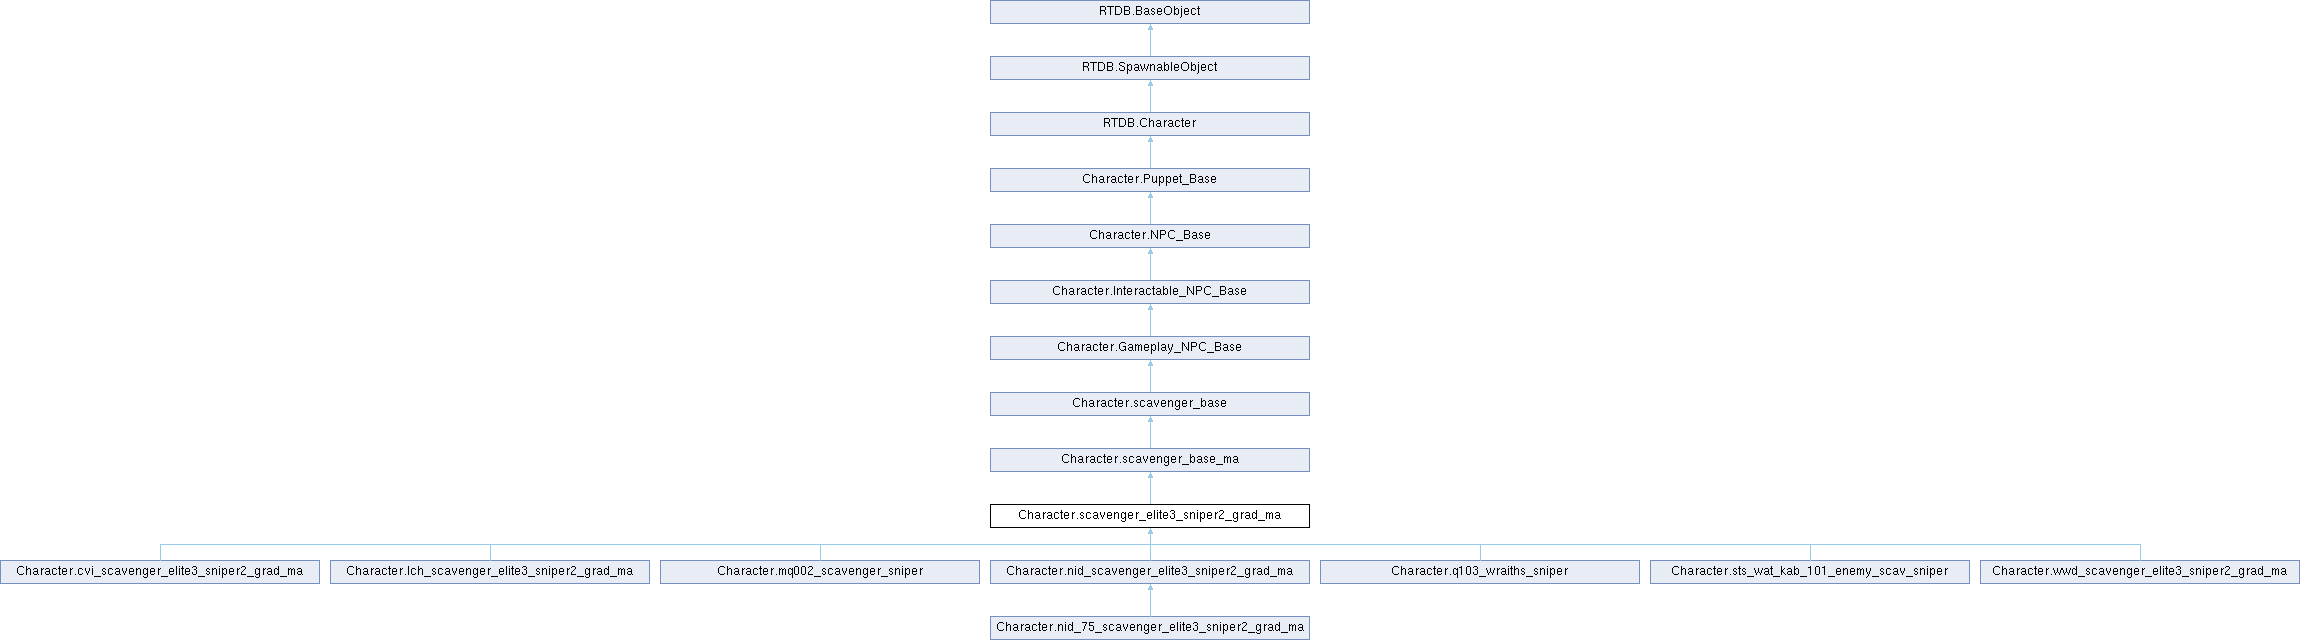 RTDB.BaseObject
RTDB.SpawnableObject
RTDB.Character
Character.Puppet_Base
Character.NPC_Base
Character.Interactable_NPC_Base
Character.Gameplay_NPC_Base
Character.scavenger_base
Character.scavenger_base_ma
Character.scavenger_elite3_sniper2_grad_ma
Character.cvi_scavenger_elite3_sniper2_grad_ma
Character.lch_scavenger_elite3_sniper2_grad_ma
Character.mq002_scavenger_sniper
Character.nid_scavenger_elite3_sniper2_grad_ma
Character.q103_wraiths_sniper
Character.sts_wat_kab_101_enemy_scav_sniper
Character.wwd_scavenger_elite3_sniper2_grad_ma
Character.nid_75_scavenger_elite3_sniper2_grad_ma